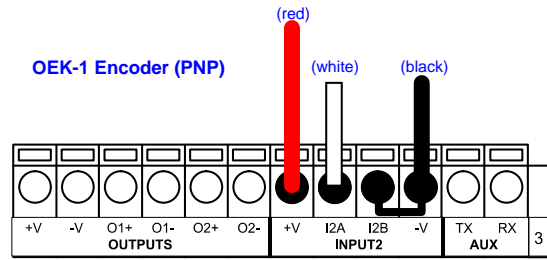 (red)
OEK-1 Encoder (PNP)
(white)
(black)
+V -V O1+ O1- O2+ O2- +V I2A I2B -V TX RX
OUTPUTS INPUT2 AUX
3